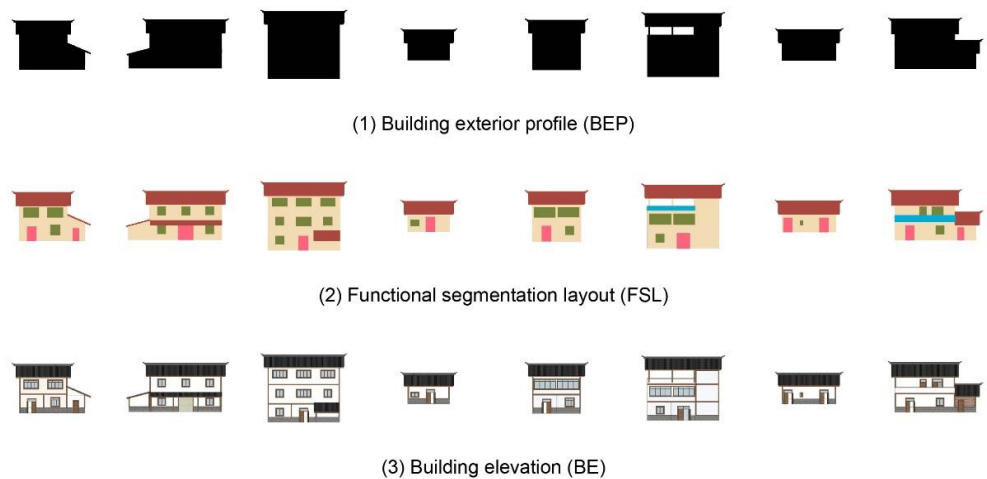 (1) Building exterior profile (BEP)
(2) Functional segmentation layout (FSL)
(3) Building elevation (BE)